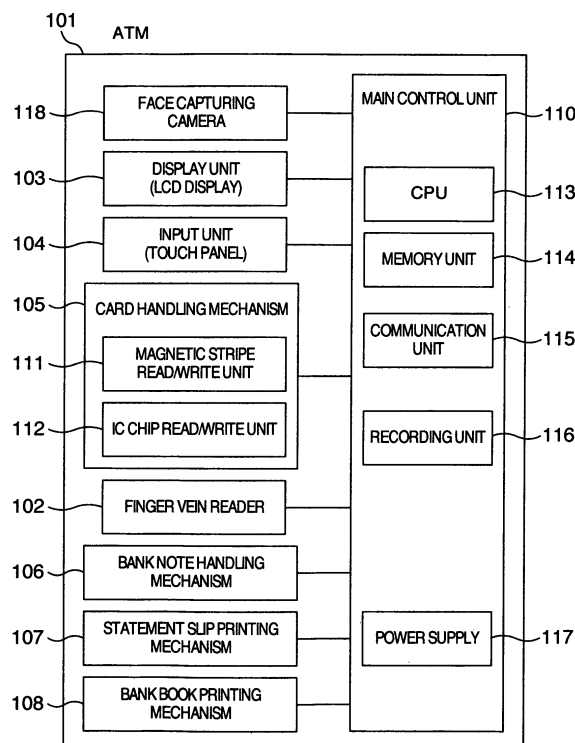 101
ATM
118
FACE CAPTURING
CAMERA
103
DISPLAY UNIT
(LCD DISPLAY)
104
INPUT UNIT
(TOUCH PANEL)
105
CARD HANDLING MECHANISM
111
MAGNETIC STRIPE
READ/WRITE UNIT
112
IC CHIP READ/WRITE UNIT
102
FINGER VEIN READER
106
BANK NOTE HANDLING
MECHANISM
107
STATEMENT SLIP PRINTING
MECHANISM
108
BANK BOOK PRINTING
MECHANISM
MAIN CONTROL UNIT
110
CPU
113
MEMORY UNIT
114
COMMUNICATION
UNIT
115
RECORDING UNIT
116
POWER SUPPLY
117